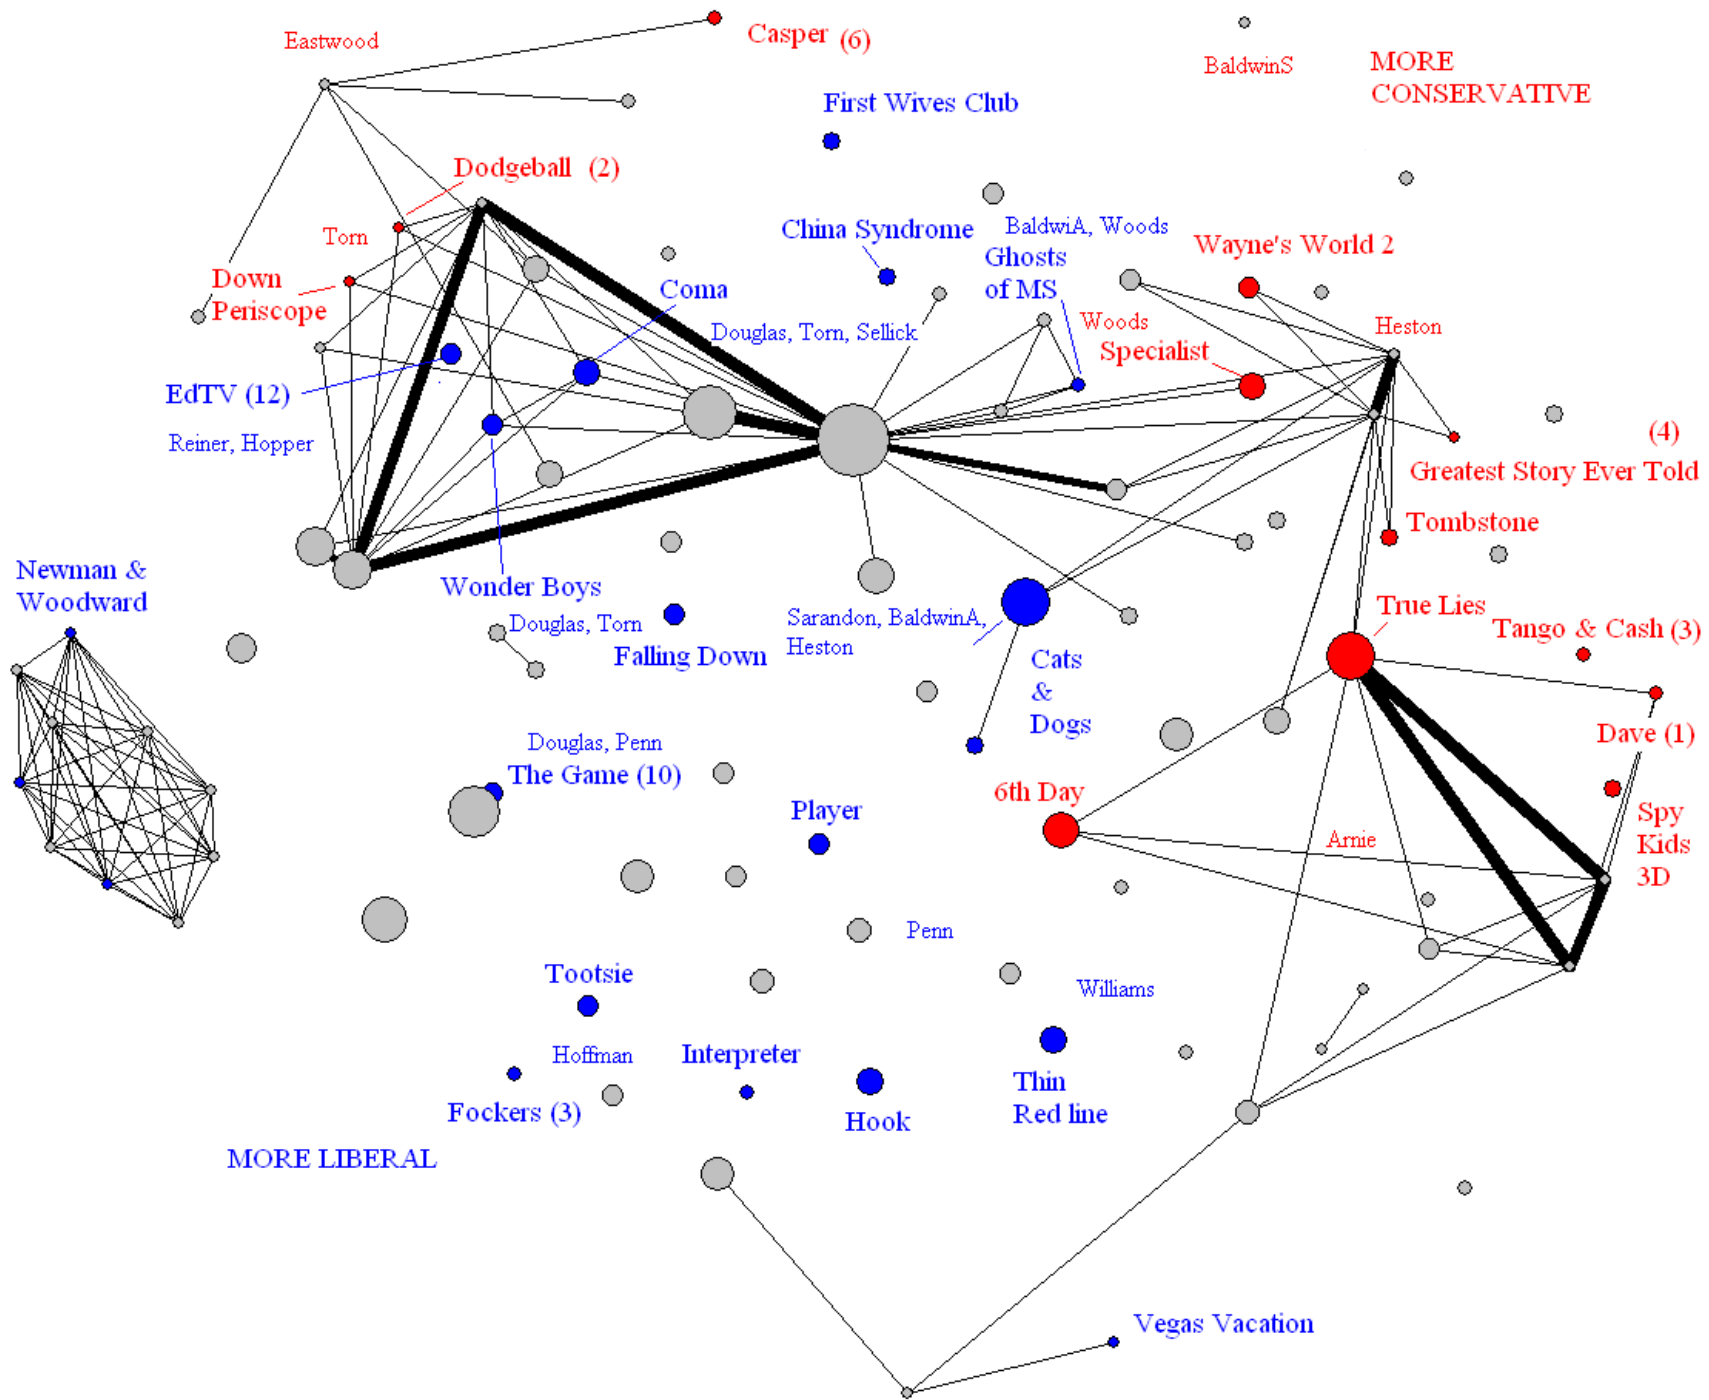 Eastwood
Casper (6)
BaldwinS
MORE
CONSERVATIVE
First Wives Club
Dodgeball (2)
Torn
China Syndrome
BaldwiA, Woods
Ghosts
of MS
Wayne's World 2
Down
Periscope
Coma
Douglas, Torn, Sellick
Woods
Specialist
Heston
EdTV (12)
Reiner, Hopper
(4)
Greatest Story Ever Told
Tombstone
Newman &
Woodward
Wonder Boys
Douglas, Torn
Falling Down
Sarandon, BaldwinA,
Heston
True Lies
Tango & Cash (3)
Cats
&
Dogs
Dave (1)
Douglas, Penn
The Game (10)
Player
6th Day
Arnie
Spy
Kids
3D
Penn
Tootsie
Williams
Hoffman
Interpreter
Fockers (3)
Hook
Thin
Red line
MORE LIBERAL
Vegas Vacation